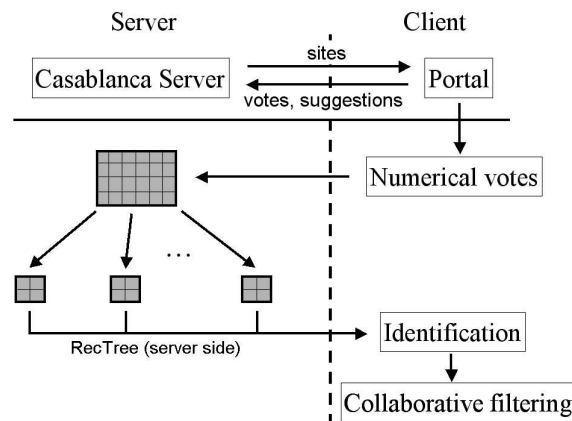 Server
Client
sites
Casablanca Server
Portal
votes, suggestions
Numerical votes
...
Identification
RecTree (server side)
Collaborative filtering